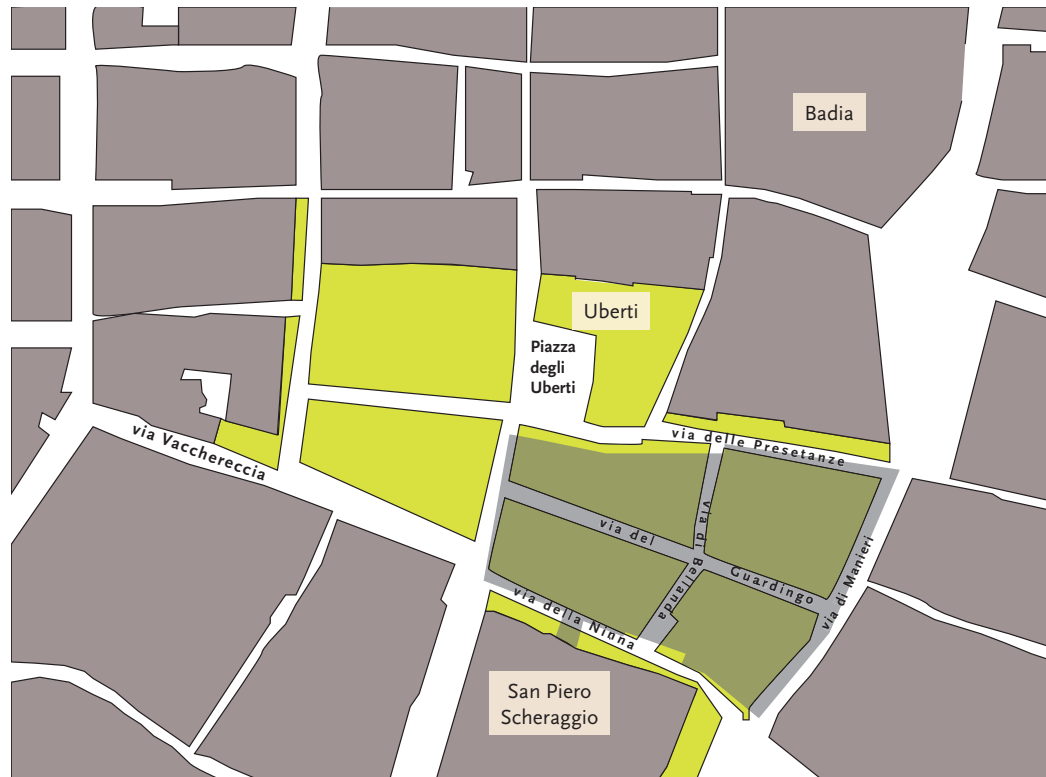 Badia
Uberti
Piazza
degli
Uberti
via delle Presetanze
via Vacchereccia
via del Guardingo
via di Bellanda
via di Manieri
via della Ninna
San Piero
Scheraggio